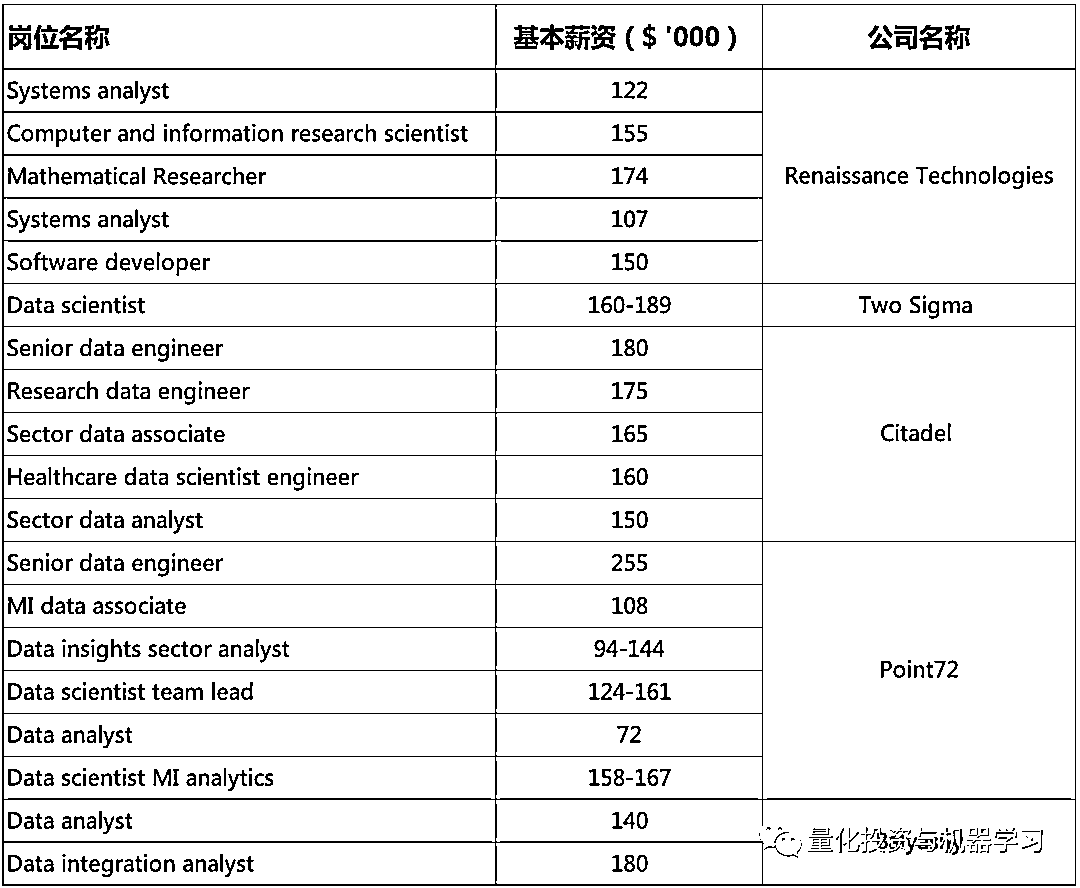 岗位名称 基本薪资（$ '000） 公司名称
Systems analyst 122
Computer and information research scientist 155
Mathematical Researcher 174 Renaissance Technologies
Systems analyst 107
Software developer 150
Data scientist 160-189 Two Sigma
Senior data engineer 180
Research data engineer 175
Sector data associate 165 Citadel
Healthcare data scientist engineer 160
Sector data analyst 150
Senior data engineer 255
MI data associate 108
Data insights sector analyst 94-144
Data scientist team lead 124-161 Point72
Data analyst 72
Data scientist MI analytics 158-167
Data analyst 140
量化投资与机器学习
Data integration analyst 180